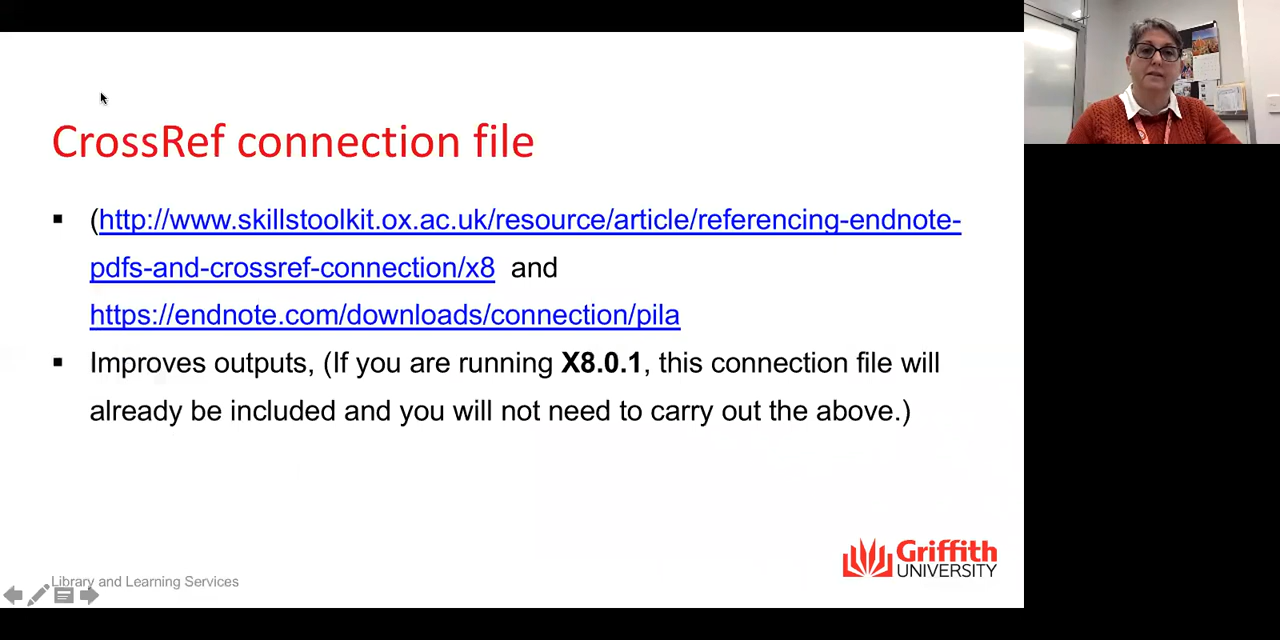 CrossRef connection file
▪ (http://www.skillstoolkit.ox.ac.uk/resource/article/referencing-endnote-
pdfs-and-crossref-connection/x8 and
https://endnote.com/downloads/connection/pila
▪ Improves outputs, (If you are running X8.0.1, this connection file will
already be included and you will not need to carry out the above.)
Griffith
UNIVERSITY
Library and Learning Services